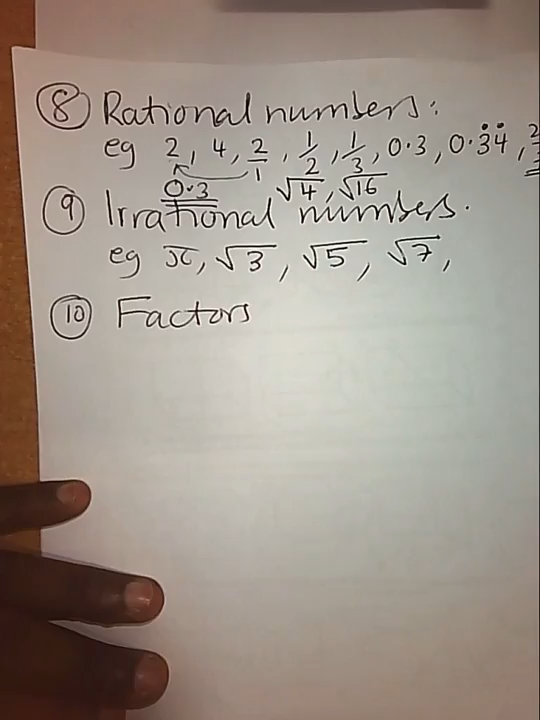 ⑧ Rational numbers:
eg 2, 4, 2/1, 1/2, 1/3, 0·3, 0·3̇4̇,
0·3 √4, √16
⑨ Irrational numbers.
eg π, √3, √5, √7,
⑩ Factors